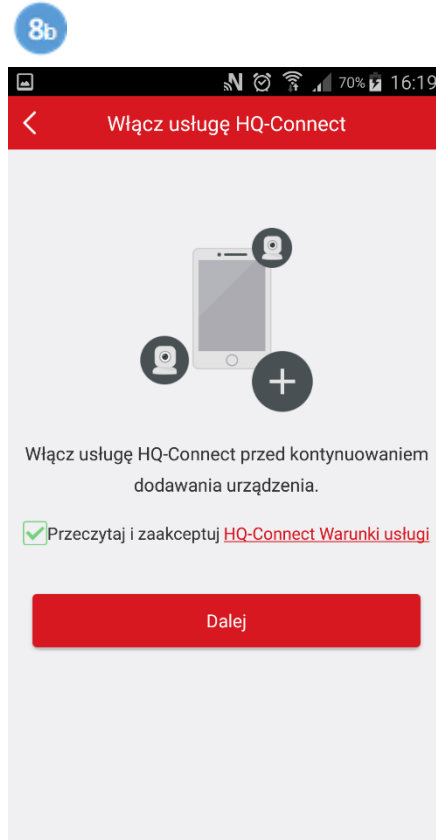 8b
70% 16:19
Włącz usługę HQ-Connect
Włącz usługę HQ-Connect przed kontynuowaniem
dodawania urządzenia.
Przeczytaj i zaakceptuj HQ-Connect Warunki usługi
Dalej